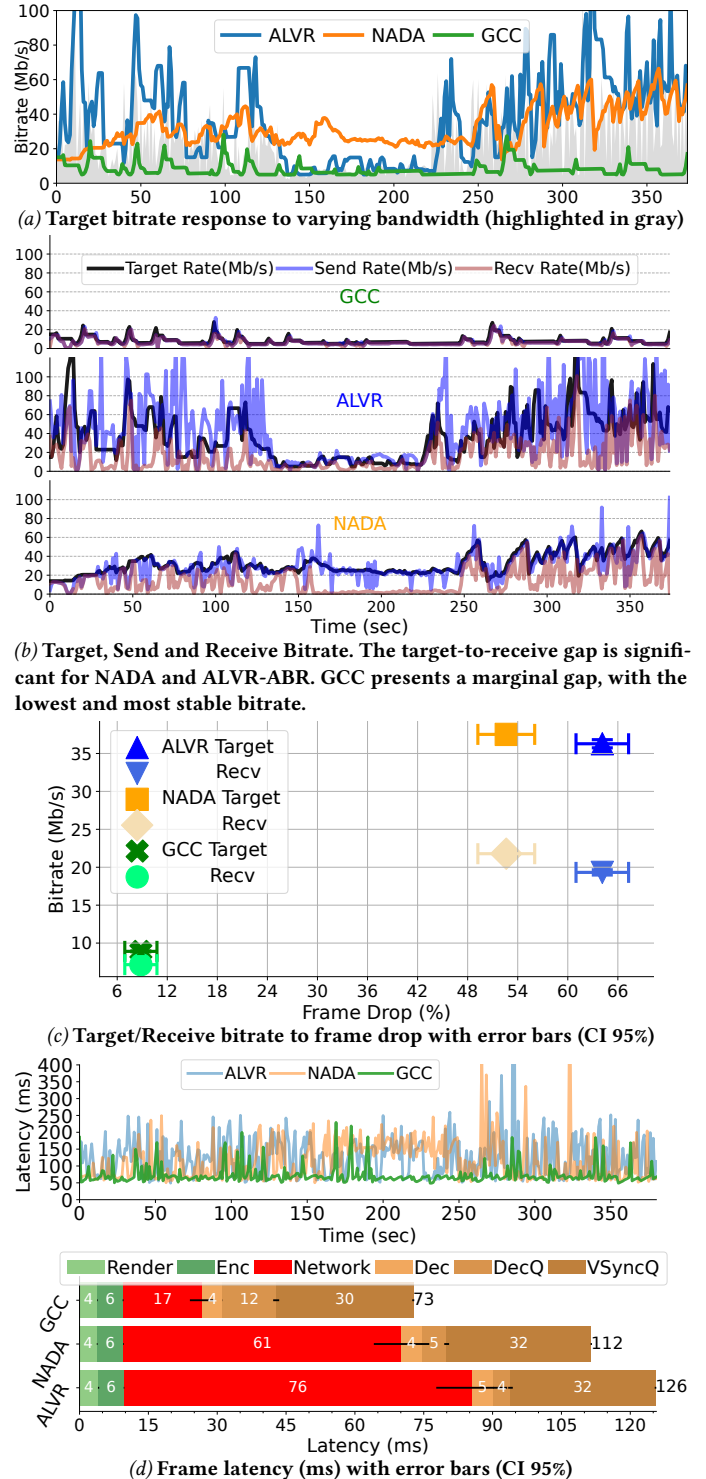 100
80
60
40
20
0
Bitrate (Mb/s)
ALVR NADA GCC
0 50 100 150 200 250 300 350
(a) Target bitrate response to varying bandwidth (highlighted in gray)
100
80
60
40
20
0
Target Rate(Mb/s) Send Rate(Mb/s) Recv Rate(Mb/s)
GCC
100
80
60
40
20
0
ALVR
100
80
60
40
20
0
NADA
0 50 100 150 200 250 300 350
Time (sec)
(b) Target, Send and Receive Bitrate. The target-to-receive gap is signifi-
cant for NADA and ALVR-ABR. GCC presents a marginal gap, with the
lowest and most stable bitrate.
35
30
25
20
15
10
Bitrate (Mb/s)
ALVR Target
Recv
NADA Target
Recv
GCC Target
Recv
6 12 18 24 30 36 42 48 54 60 66
Frame Drop (%)
(c) Target/Receive bitrate to frame drop with error bars (CI 95%)
400
350
300
250
200
150
100
50
0
Latency (ms)
ALVR NADA GCC
0 50 100 150 200 250 300 350
Time (sec)
Render Enc Network Dec DecQ VSyncQ
GCC 4 6 17 4 12 30 73
NADA 4 6 61 4 5 32 112
ALVR 4 6 76 5 4 32 126
0 15 30 45 60 75 90 105 120
Latency (ms)
(d) Frame latency (ms) with error bars (CI 95%)